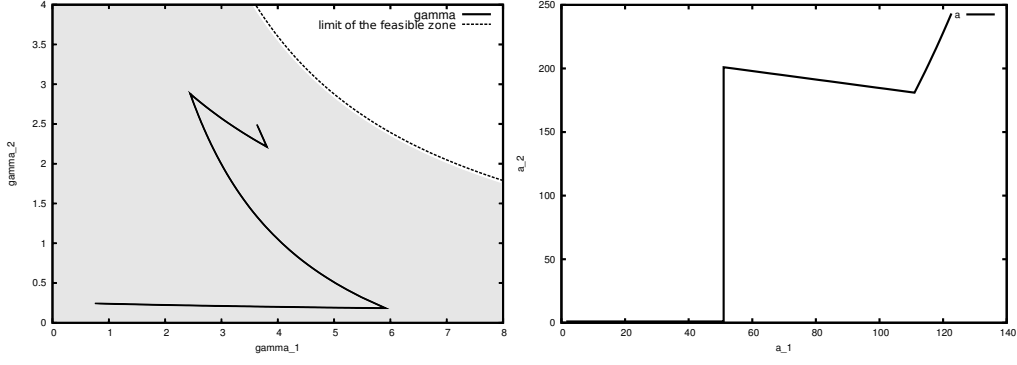 4
3.5
3
2.5
2
1.5
1
0.5
0
gamma_2
gamma
limit of the feasible zone
0 1 2 3 4 5 6 7 8
gamma_1
250
200
150
100
50
0
a_2
a
0 20 40 60 80 100 120 140
a_1